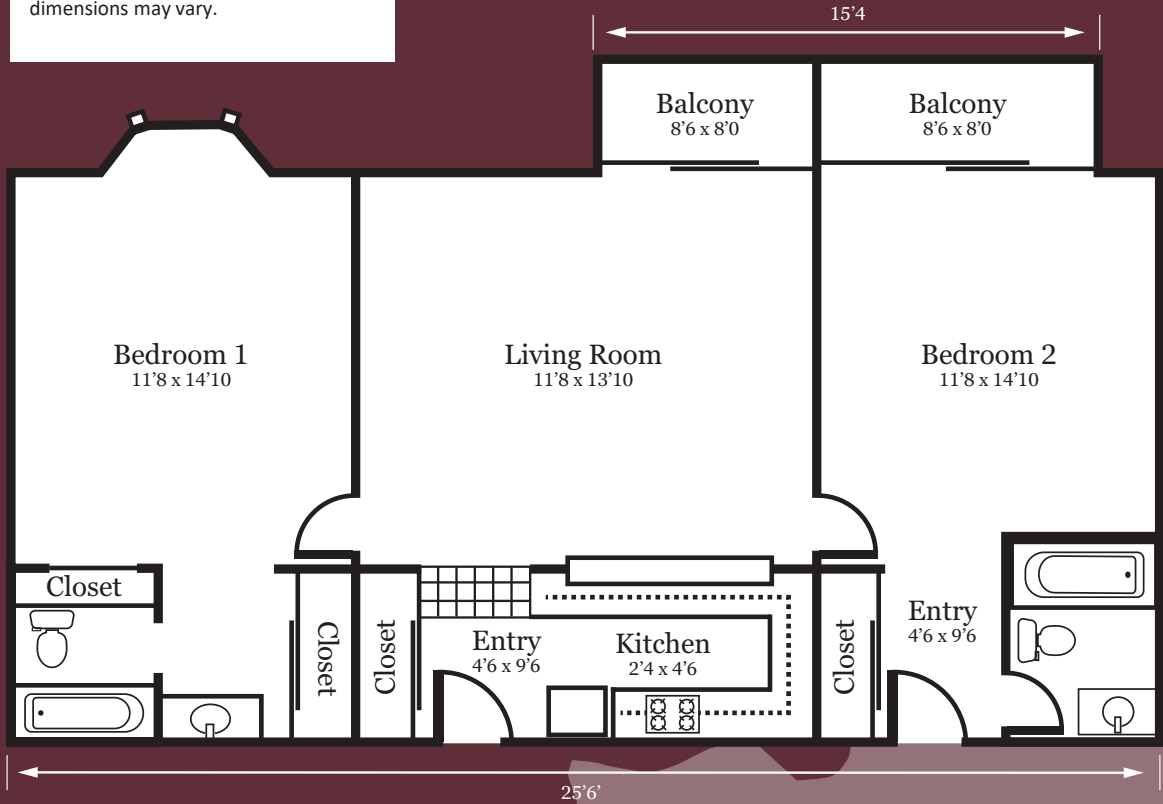 dimensions may vary.
15’4
Balcony
8’6 x 8’0
Balcony
8’6 x 8’0
Bedroom 1
11’8 x 14’10
Living Room
11’8 x 13’10
Bedroom 2
11’8 x 14’10
Closet
Closet
Closet
Entry
4’6 x 9’6
Kitchen
2’4 x 4’6
Closet
Entry
4’6 x 9’6
25’6’